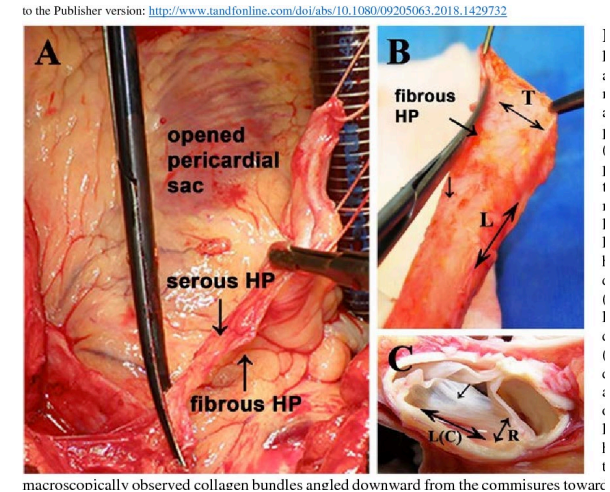 to the Publisher version: http://www.tandfonline.com/doi/abs/10.1080/09205063.2018.1429732
A
opened
pericardial
sac
serous HP
fibrous HP
B
fibrous
HP
T
L
C
L(C)
R
macroscopically observed collagen bundles angled downward from the commisures toward